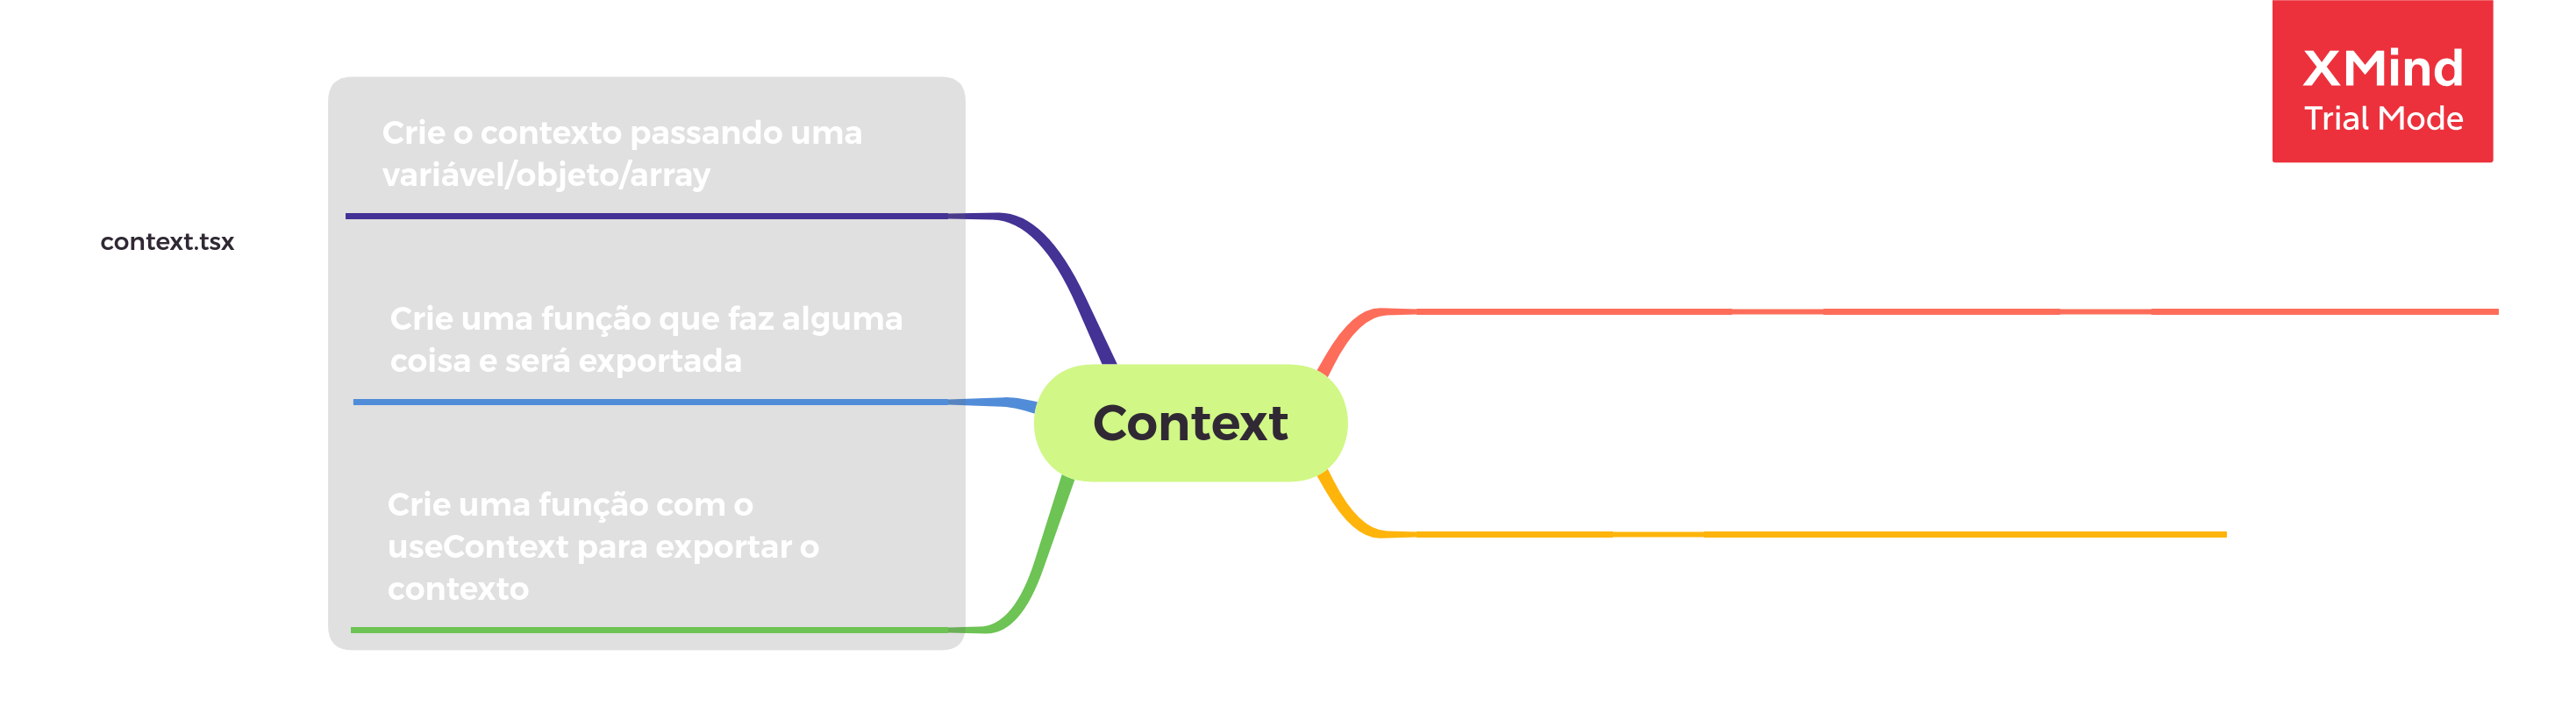 XMind
Trial Mode
Crie o contexto passando uma
variável/objeto/array
context.tsx
Crie uma função que faz alguma
coisa e será exportada
Context
Crie uma função com o
useContext para exportar o
contexto